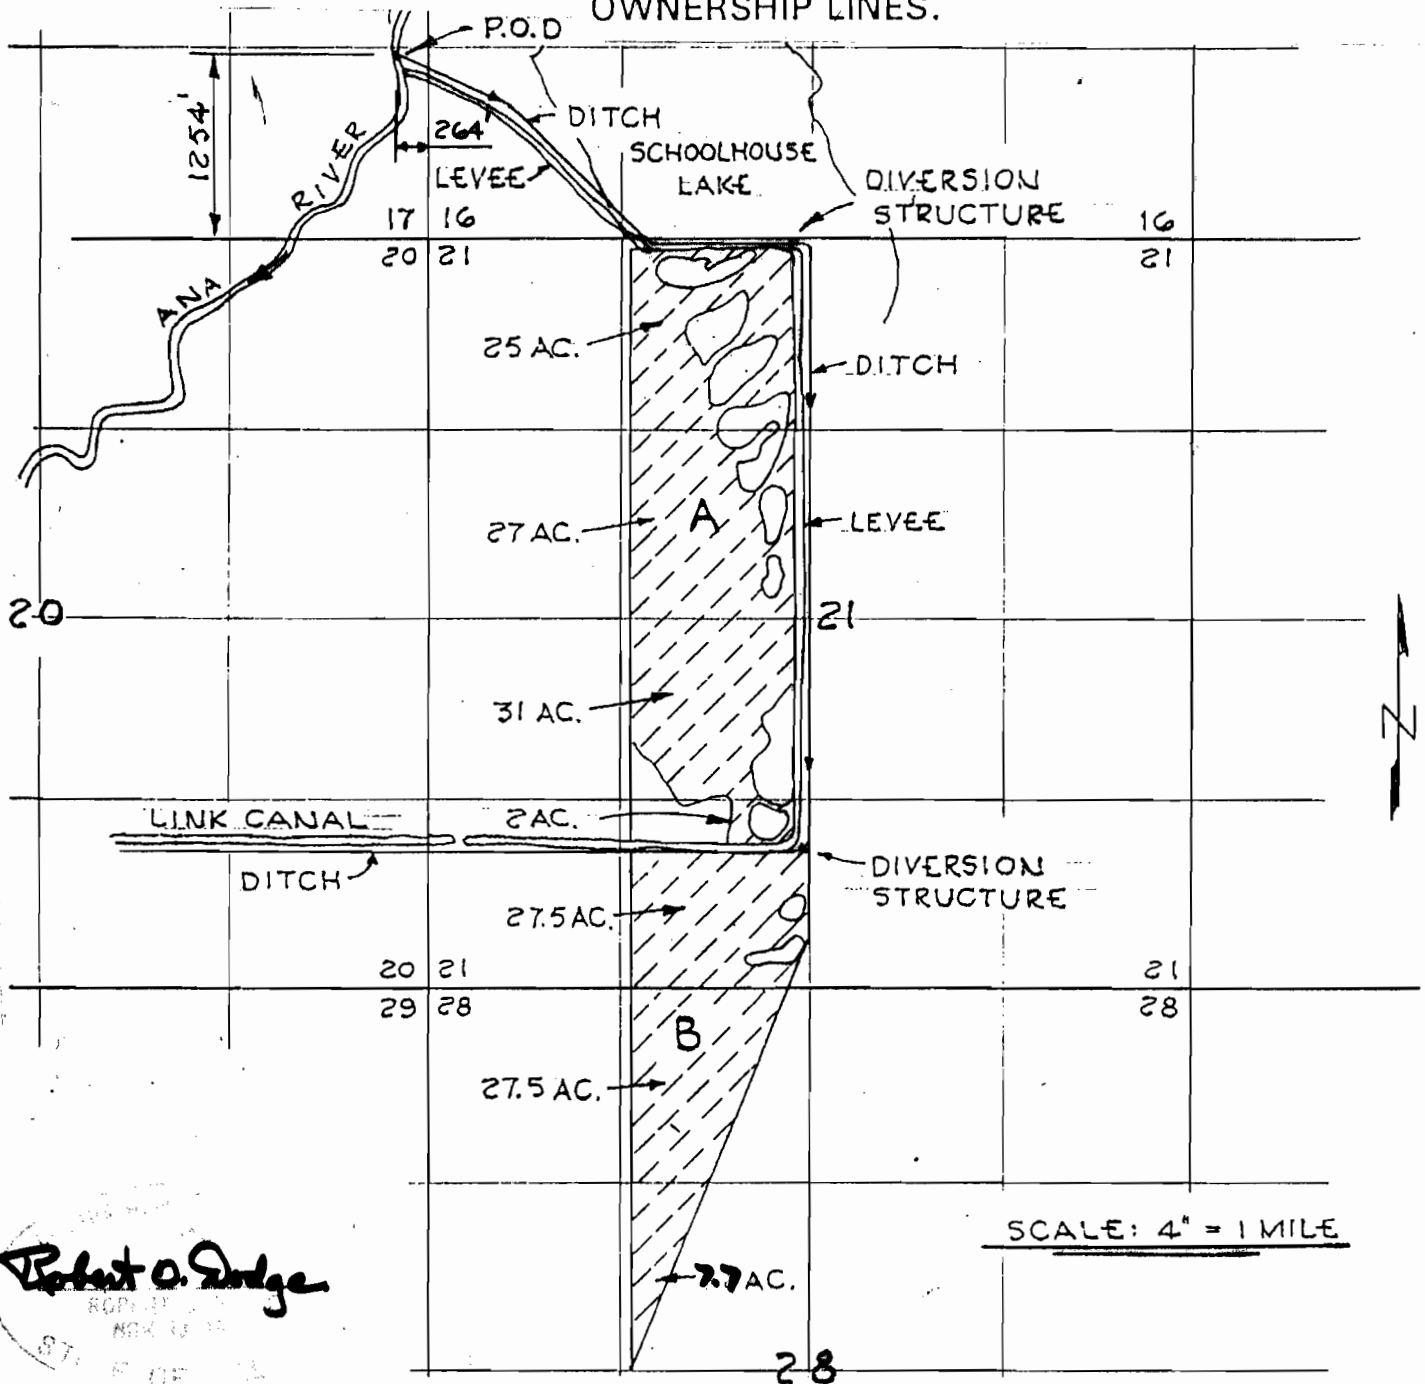 OWNERSHIP LINES.
P.O.D
1254'
264'
DITCH
SCHOOLHOUSE
LAKE
LEVEE
RIVER
ANA
DIVERSION
STRUCTURE
17 16
20 21
16
21
25 AC.
DITCH
27 AC.
A
LEVEE
20
21
31 AC.
N
LINK CANAL
2 AC.
DITCH
DIVERSION
STRUCTURE
27.5 AC.
20 21
29 28
21
28
B
27.5 AC.
SCALE: 4" = 1 MILE
Robert O. Dodge
7.7 AC.
28